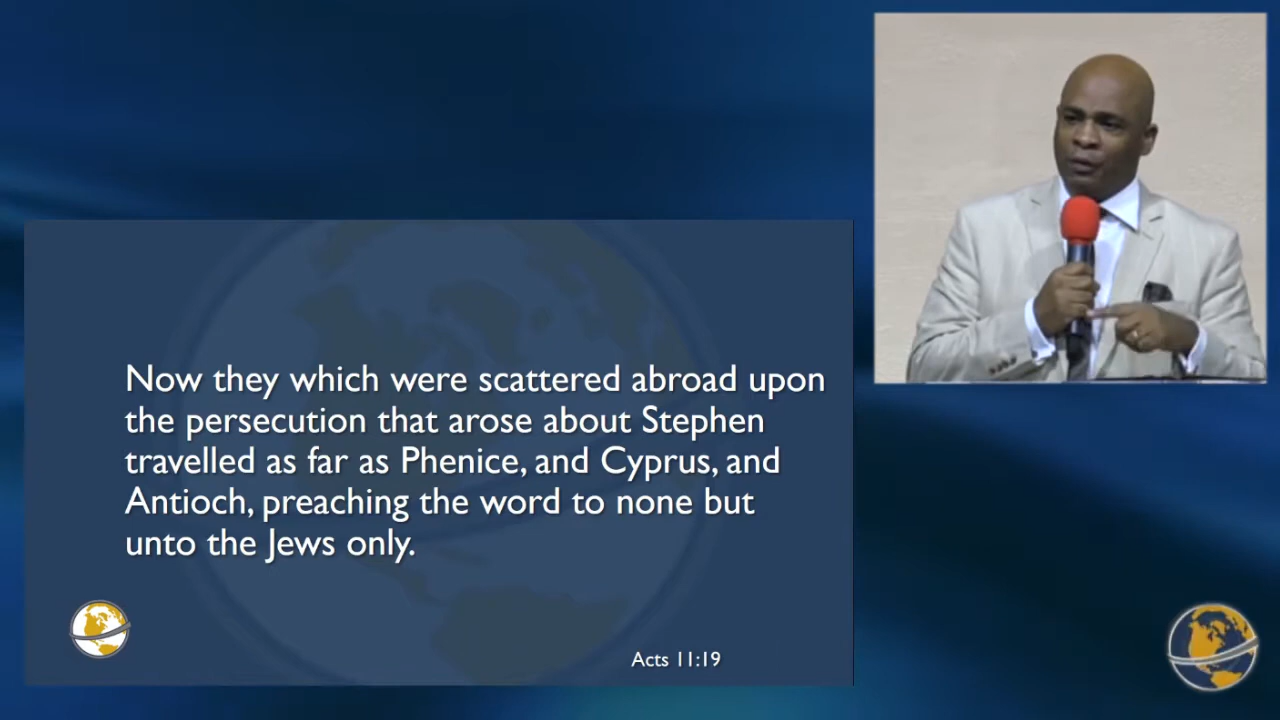 Now they which were scattered abroad upon
the persecution that arose about Stephen
travelled as far as Phenice, and Cyprus, and
Antioch, preaching the word to none but
unto the Jews only.
Acts 11:19